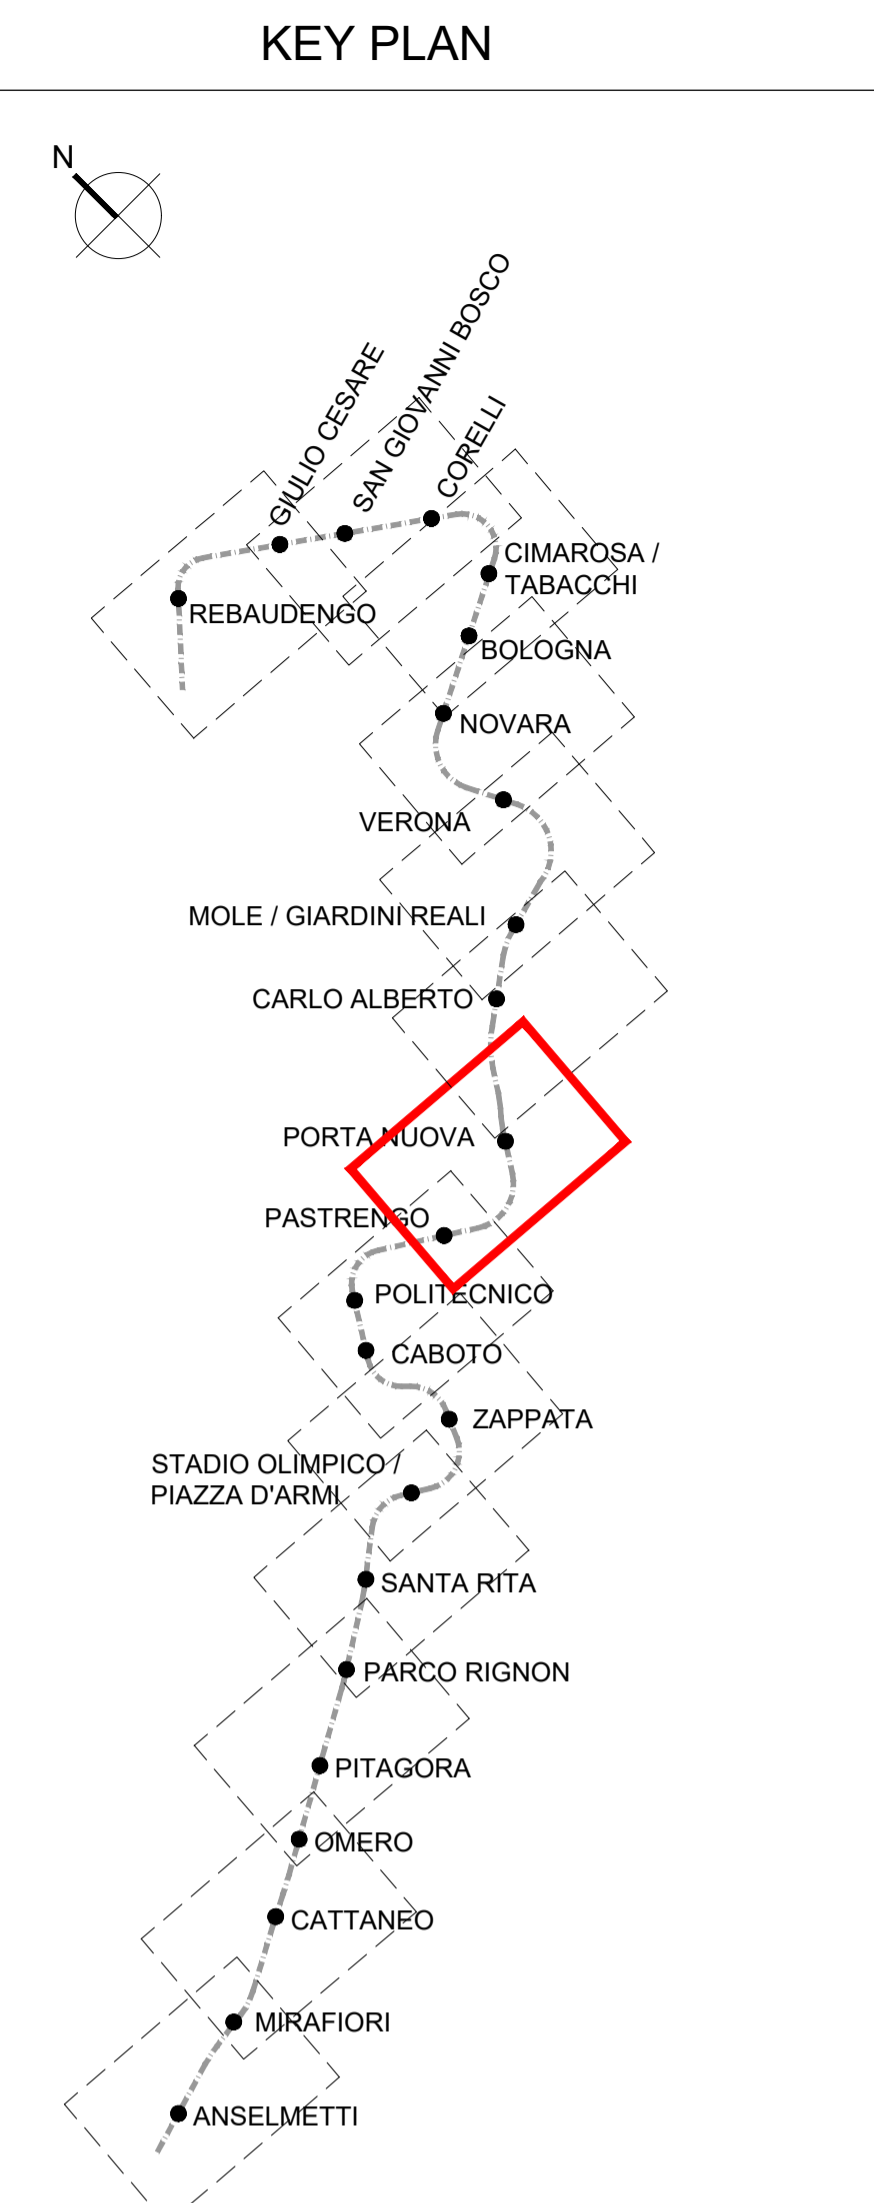 KEY PLAN
N
GIULIO CESARE
SAN GIOVANNI BOSCO
CORELLI
CIMAROSA /
TABACCHI
REBAUDENGO
BOLOGNA
NOVARA
VERONA
MOLE / GIARDINI REALI
CARLO ALBERTO
PORTA NUOVA
PASTRENGO
POLITECNICO
CABOTO
ZAPPATA
STADIO OLIMPICO /
PIAZZA D'ARMI
SANTA RITA
PARCO RIGNON
PITAGORA
OMERO
CATTANEO
MIRAFIORI
ANSELMETTI